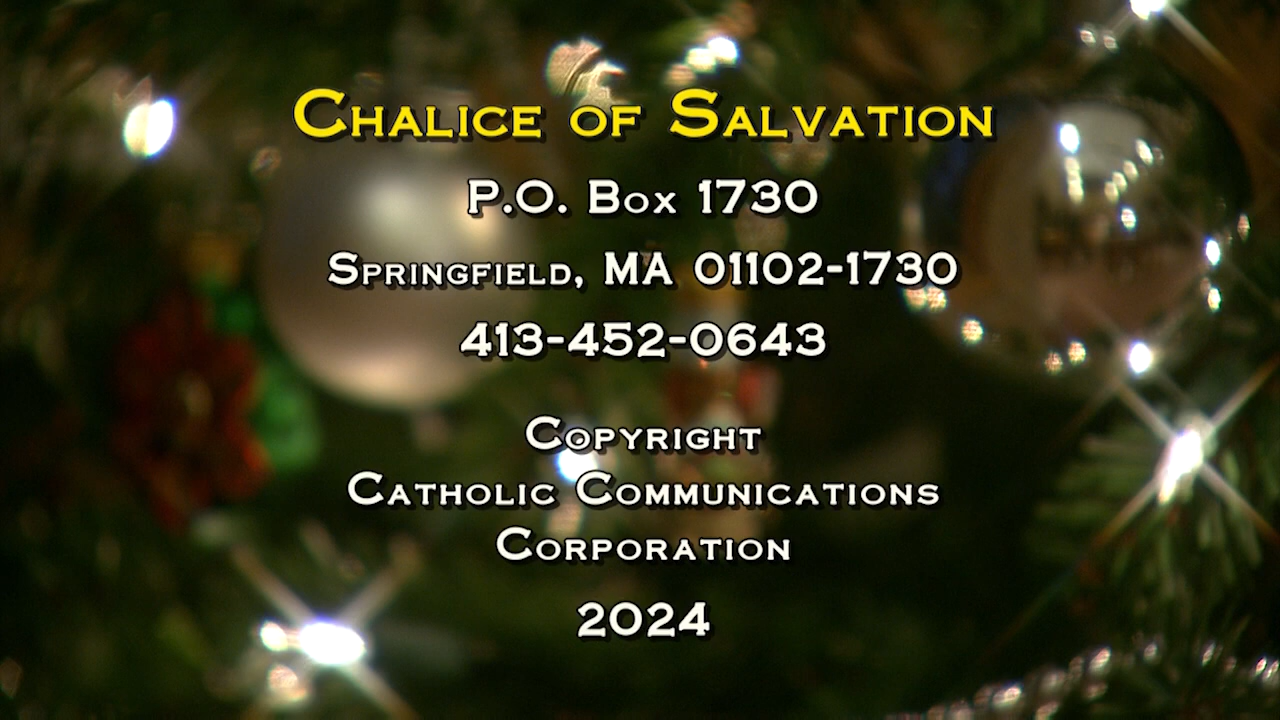 Chalice of Salvation
P.O. Box 1730
Springfield, MA 01102-1730
413-452-0643
Copyright
Catholic Communications
Corporation
2024